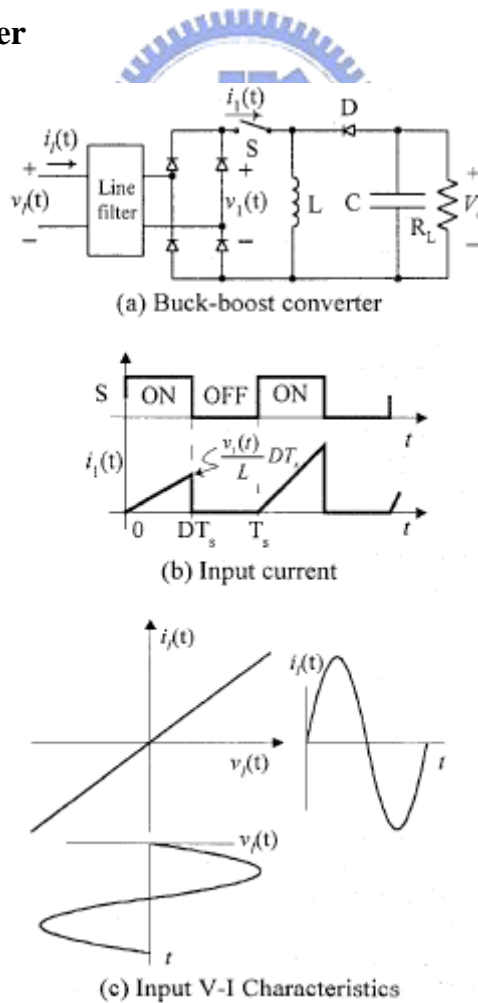 er
i₁(t)
D
iₗ(t)
+
S
+
+
Line
filter
vₗ(t)
v₁(t)
L
C
V
R_L
−
−
−
(a) Buck-boost converter
S
ON
OFF
ON
t
i₁(t)
v₁(t)/L DTₛ
0
DTₛ
Tₛ
t
(b) Input current
iₗ(t)
iₗ(t)
vₗ(t)
t
vₗ(t)
t
(c) Input V-I Characteristics